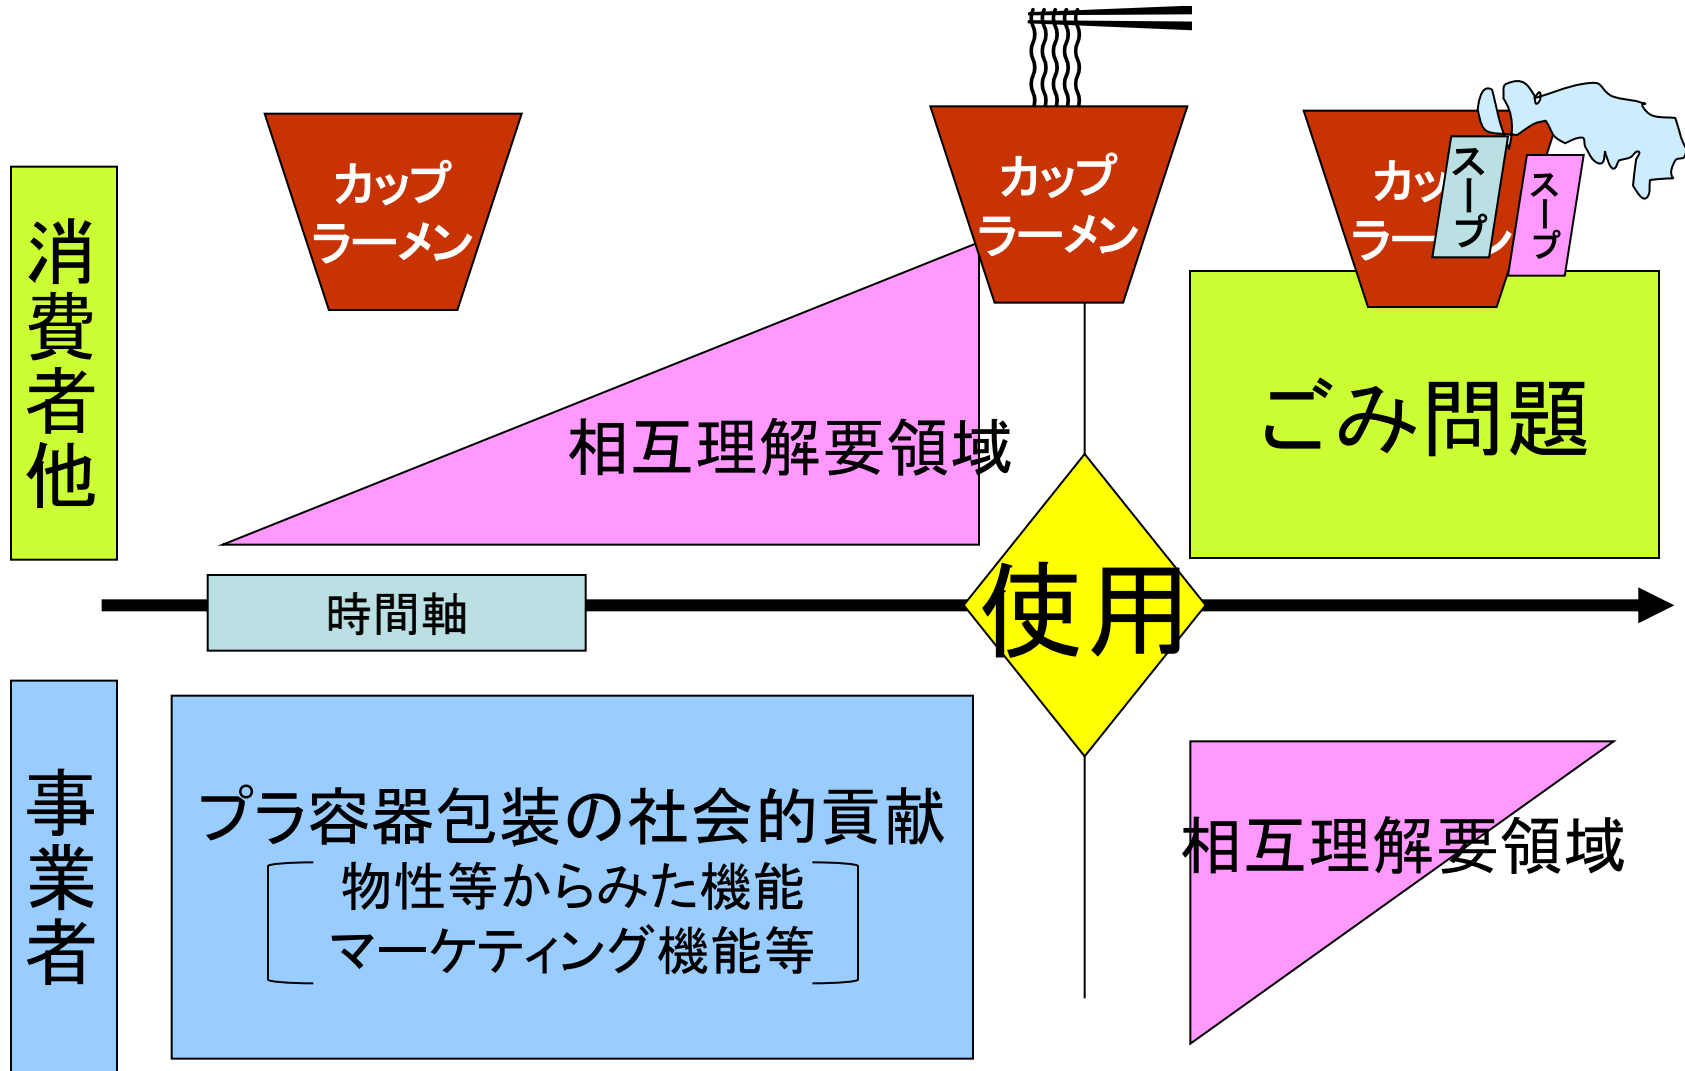 カップ
ラーメン
カップ
ラーメン
カップ
ラーメン
スープ
スープ
消費者他
相互理解要領域
ごみ問題
時間軸
使用
事業者
プラ容器包装の社会的貢献
物性等からみた機能
マーケティング機能等
相互理解要領域